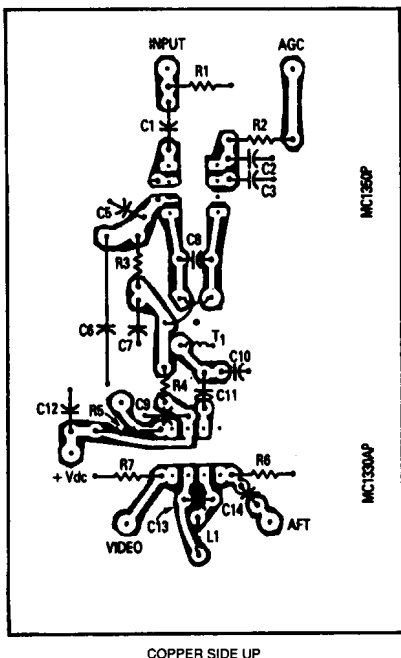 INPUT
AGC
R1
C1
R2
C2
C3
MC1350P
C5
R3
C8
C6
C7
T1
C10
R4
C11
C12
R5
C9
+ Vdc
R7
R6
MC1330AP
C13
C14
L1
VIDEO
AFT
COPPER SIDE UP